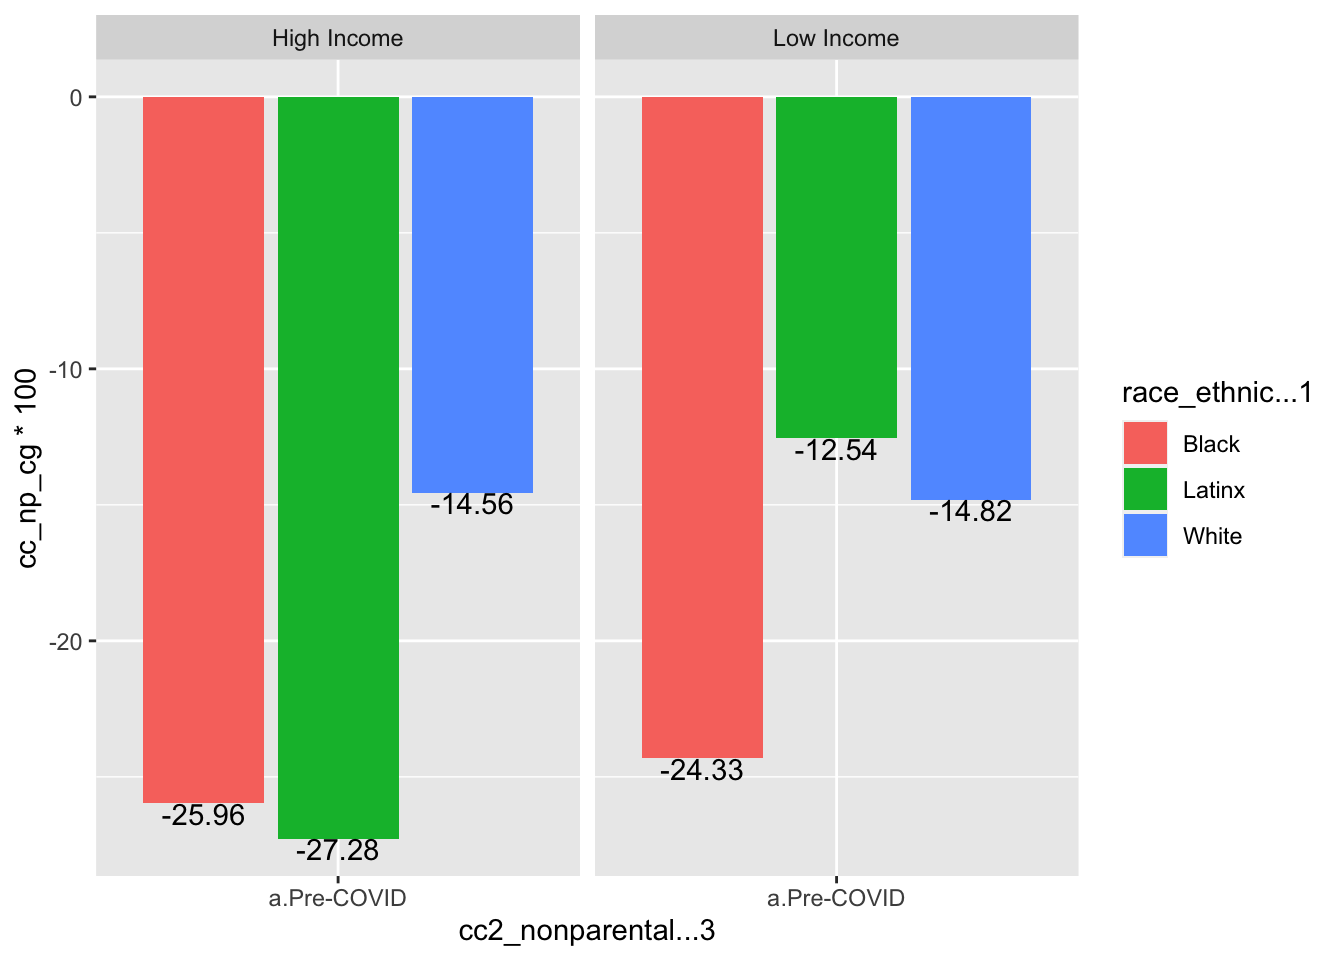 High Income
Low Income
0
-10
-20
cc_np_cg * 100
-25.96
-27.28
-14.56
-24.33
-12.54
-14.82
a.Pre-COVID
a.Pre-COVID
cc2_nonparental...3
race_ethnic...1
Black
Latinx
White